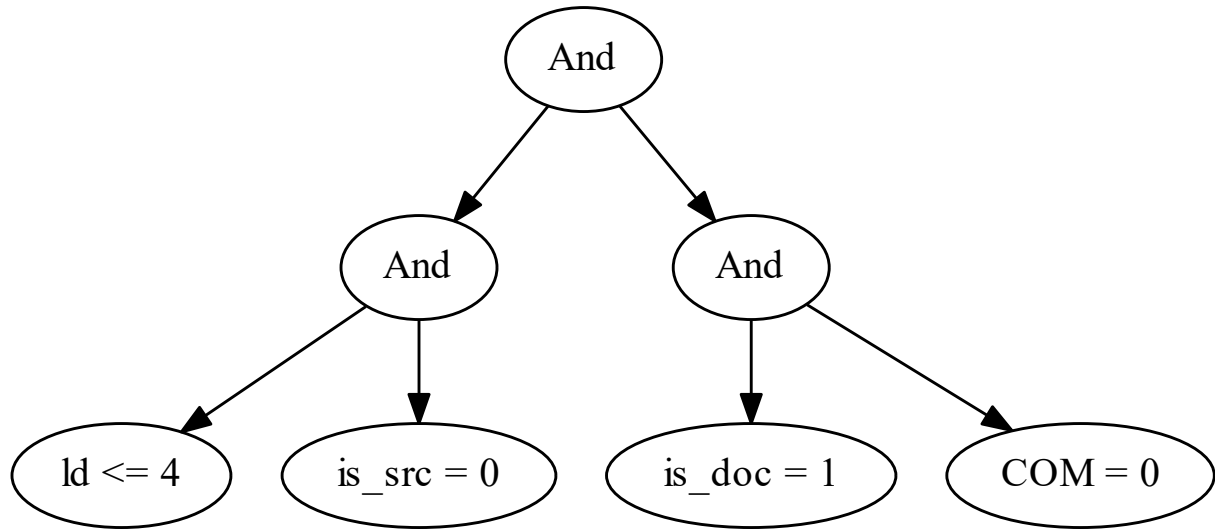 And
And And
ld <= 4 is_src = 0 is_doc = 1 COM = 0